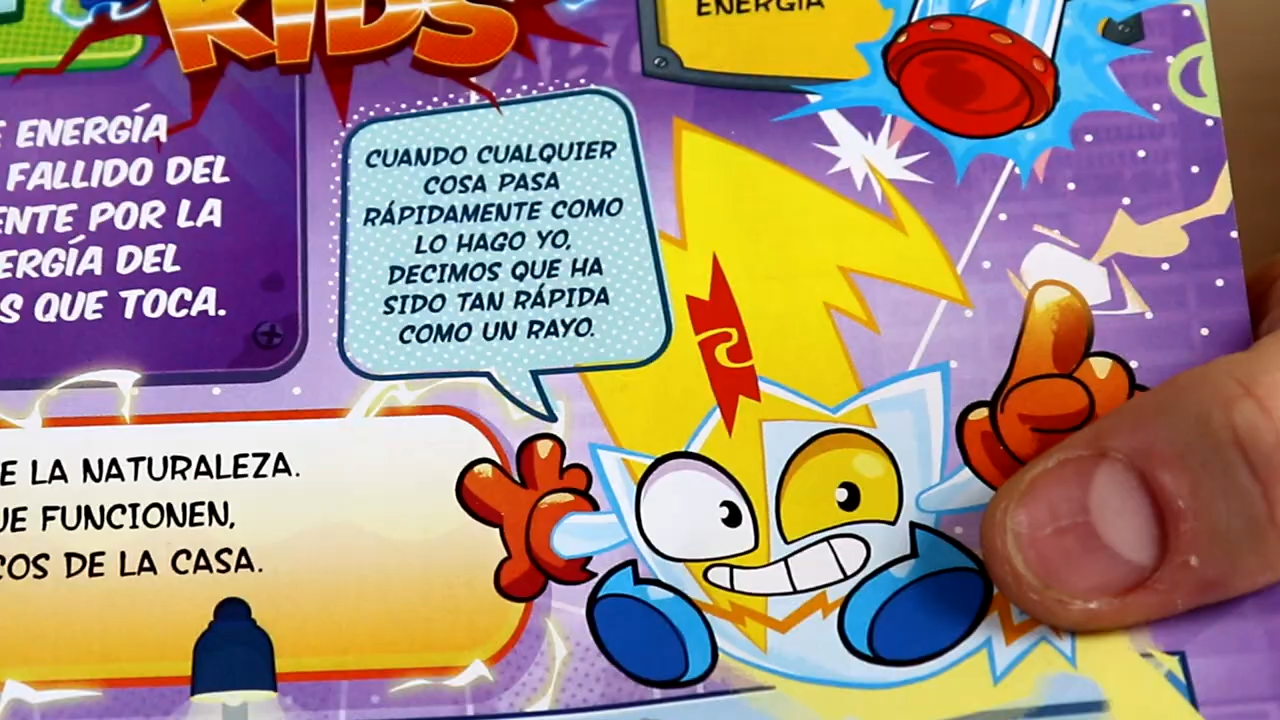 KIDS
ENERGÍA
E ENERGÍA
FALLIDO DEL
ENTE POR LA
ERGÍA DEL
S QUE TOCA.
CUANDO CUALQUIER
COSA PASA
RÁPIDAMENTE COMO
LO HAGO YO,
DECIMOS QUE HA
SIDO TAN RÁPIDA
COMO UN RAYO.
E LA NATURALEZA.
UE FUNCIONEN,
COS DE LA CASA.